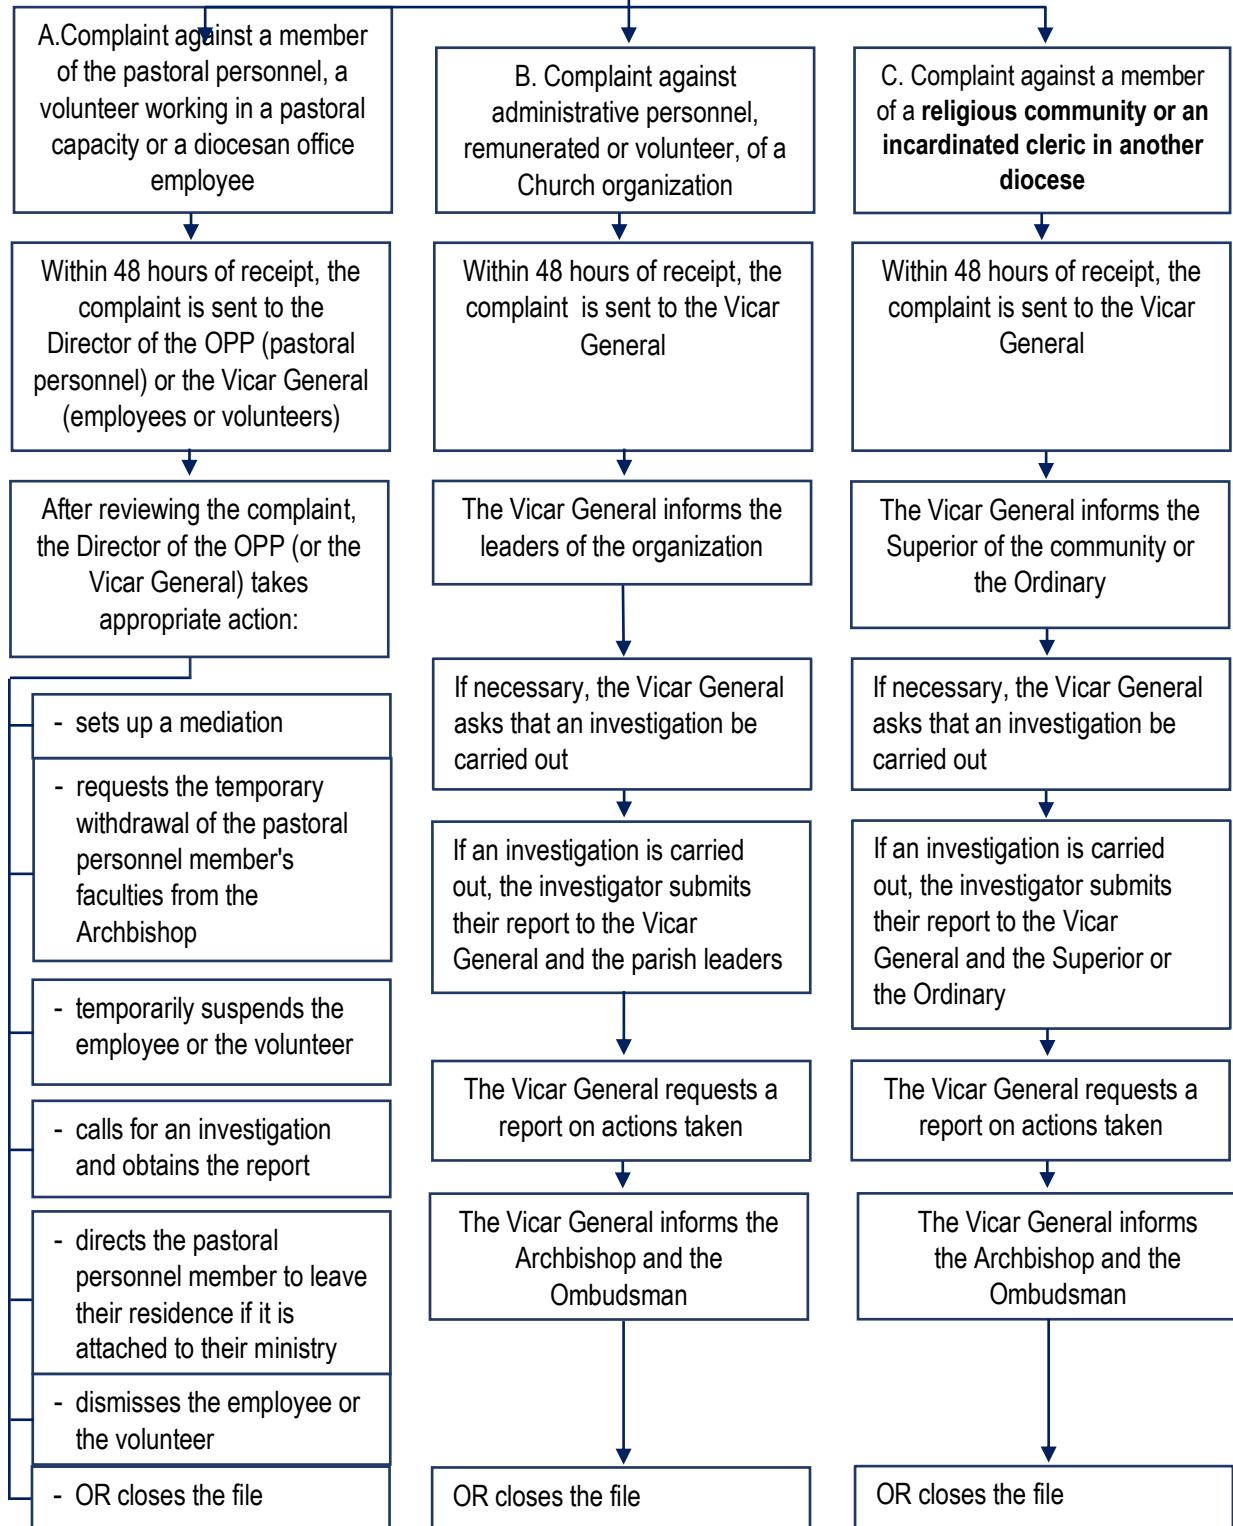 A.Complaint against a member
of the pastoral personnel, a
volunteer working in a pastoral
capacity or a diocesan office
employee
Within 48 hours of receipt, the
complaint is sent to the
Director of the OPP (pastoral
personnel) or the Vicar General
(employees or volunteers)
After reviewing the complaint,
the Director of the OPP (or the
Vicar General) takes
appropriate action:
- sets up a mediation
- requests the temporary
withdrawal of the pastoral
personnel member's
faculties from the
Archbishop
- temporarily suspends the
employee or the volunteer
- calls for an investigation
and obtains the report
- directs the pastoral
personnel member to leave
their residence if it is
attached to their ministry
- dismisses the employee or
the volunteer
- OR closes the file
B. Complaint against
administrative personnel,
remunerated or volunteer, of a
Church organization
Within 48 hours of receipt, the
complaint is sent to the Vicar
General
The Vicar General informs the
leaders of the organization
If necessary, the Vicar General
asks that an investigation be
carried out
If an investigation is carried
out, the investigator submits
their report to the Vicar
General and the parish leaders
The Vicar General requests a
report on actions taken
The Vicar General informs the
Archbishop and the
Ombudsman
OR closes the file
C. Complaint against a member
of a religious community or an
incardinated cleric in another
diocese
Within 48 hours of receipt, the
complaint is sent to the Vicar
General
The Vicar General informs the
Superior of the community or
the Ordinary
If necessary, the Vicar General
asks that an investigation be
carried out
If an investigation is carried
out, the investigator submits
their report to the Vicar
General and the Superior or
the Ordinary
The Vicar General requests a
report on actions taken
The Vicar General informs
the Archbishop and the
Ombudsman
OR closes the file